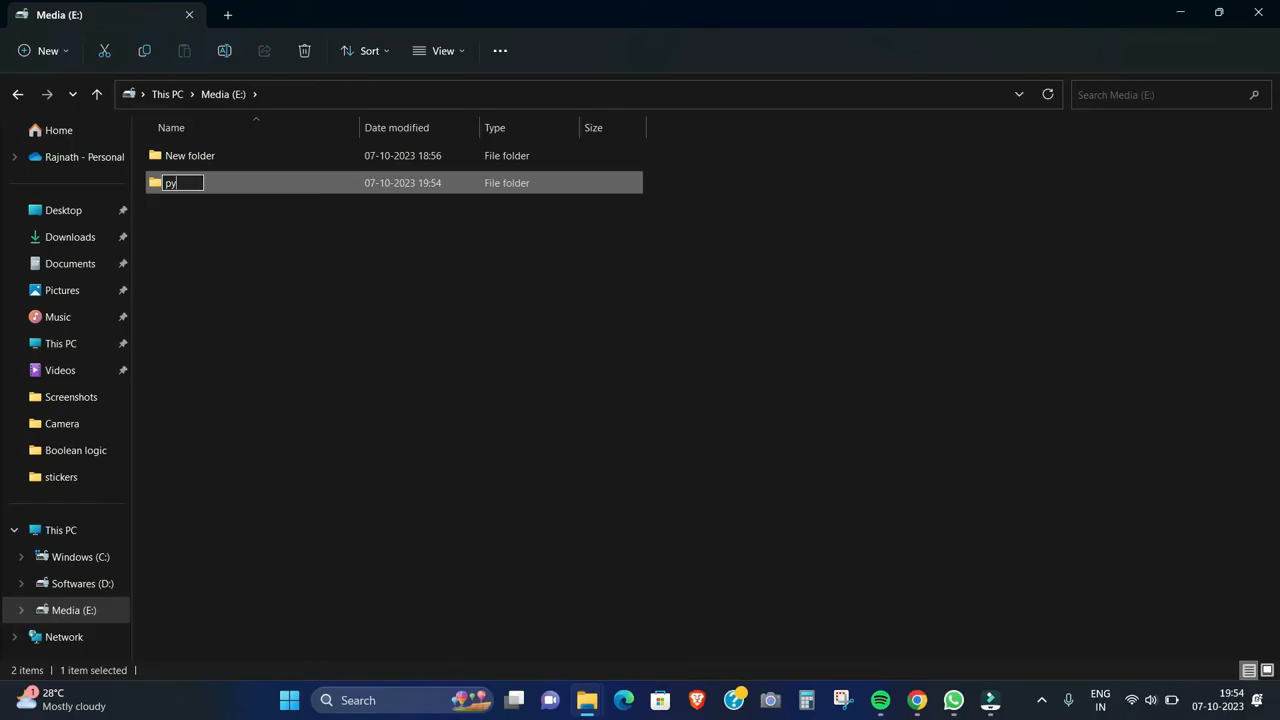 Media (E:)
New
Sort
View
This PC
Media (E:)
Search Media (E:)
Name
Date modified
Type
Size
New folder
07-10-2023 18:56
File folder
py
07-10-2023 19:54
File folder
Home
Rajnath - Personal
Desktop
Downloads
Documents
Pictures
Music
This PC
Videos
Screenshots
Camera
Boolean logic
stickers
This PC
Windows (C:)
Softwares (D:)
Media (E:)
Network
2 items
1 item selected
1
28°C
Mostly cloudy
Search
ENG
IN
19:54
07-10-2023